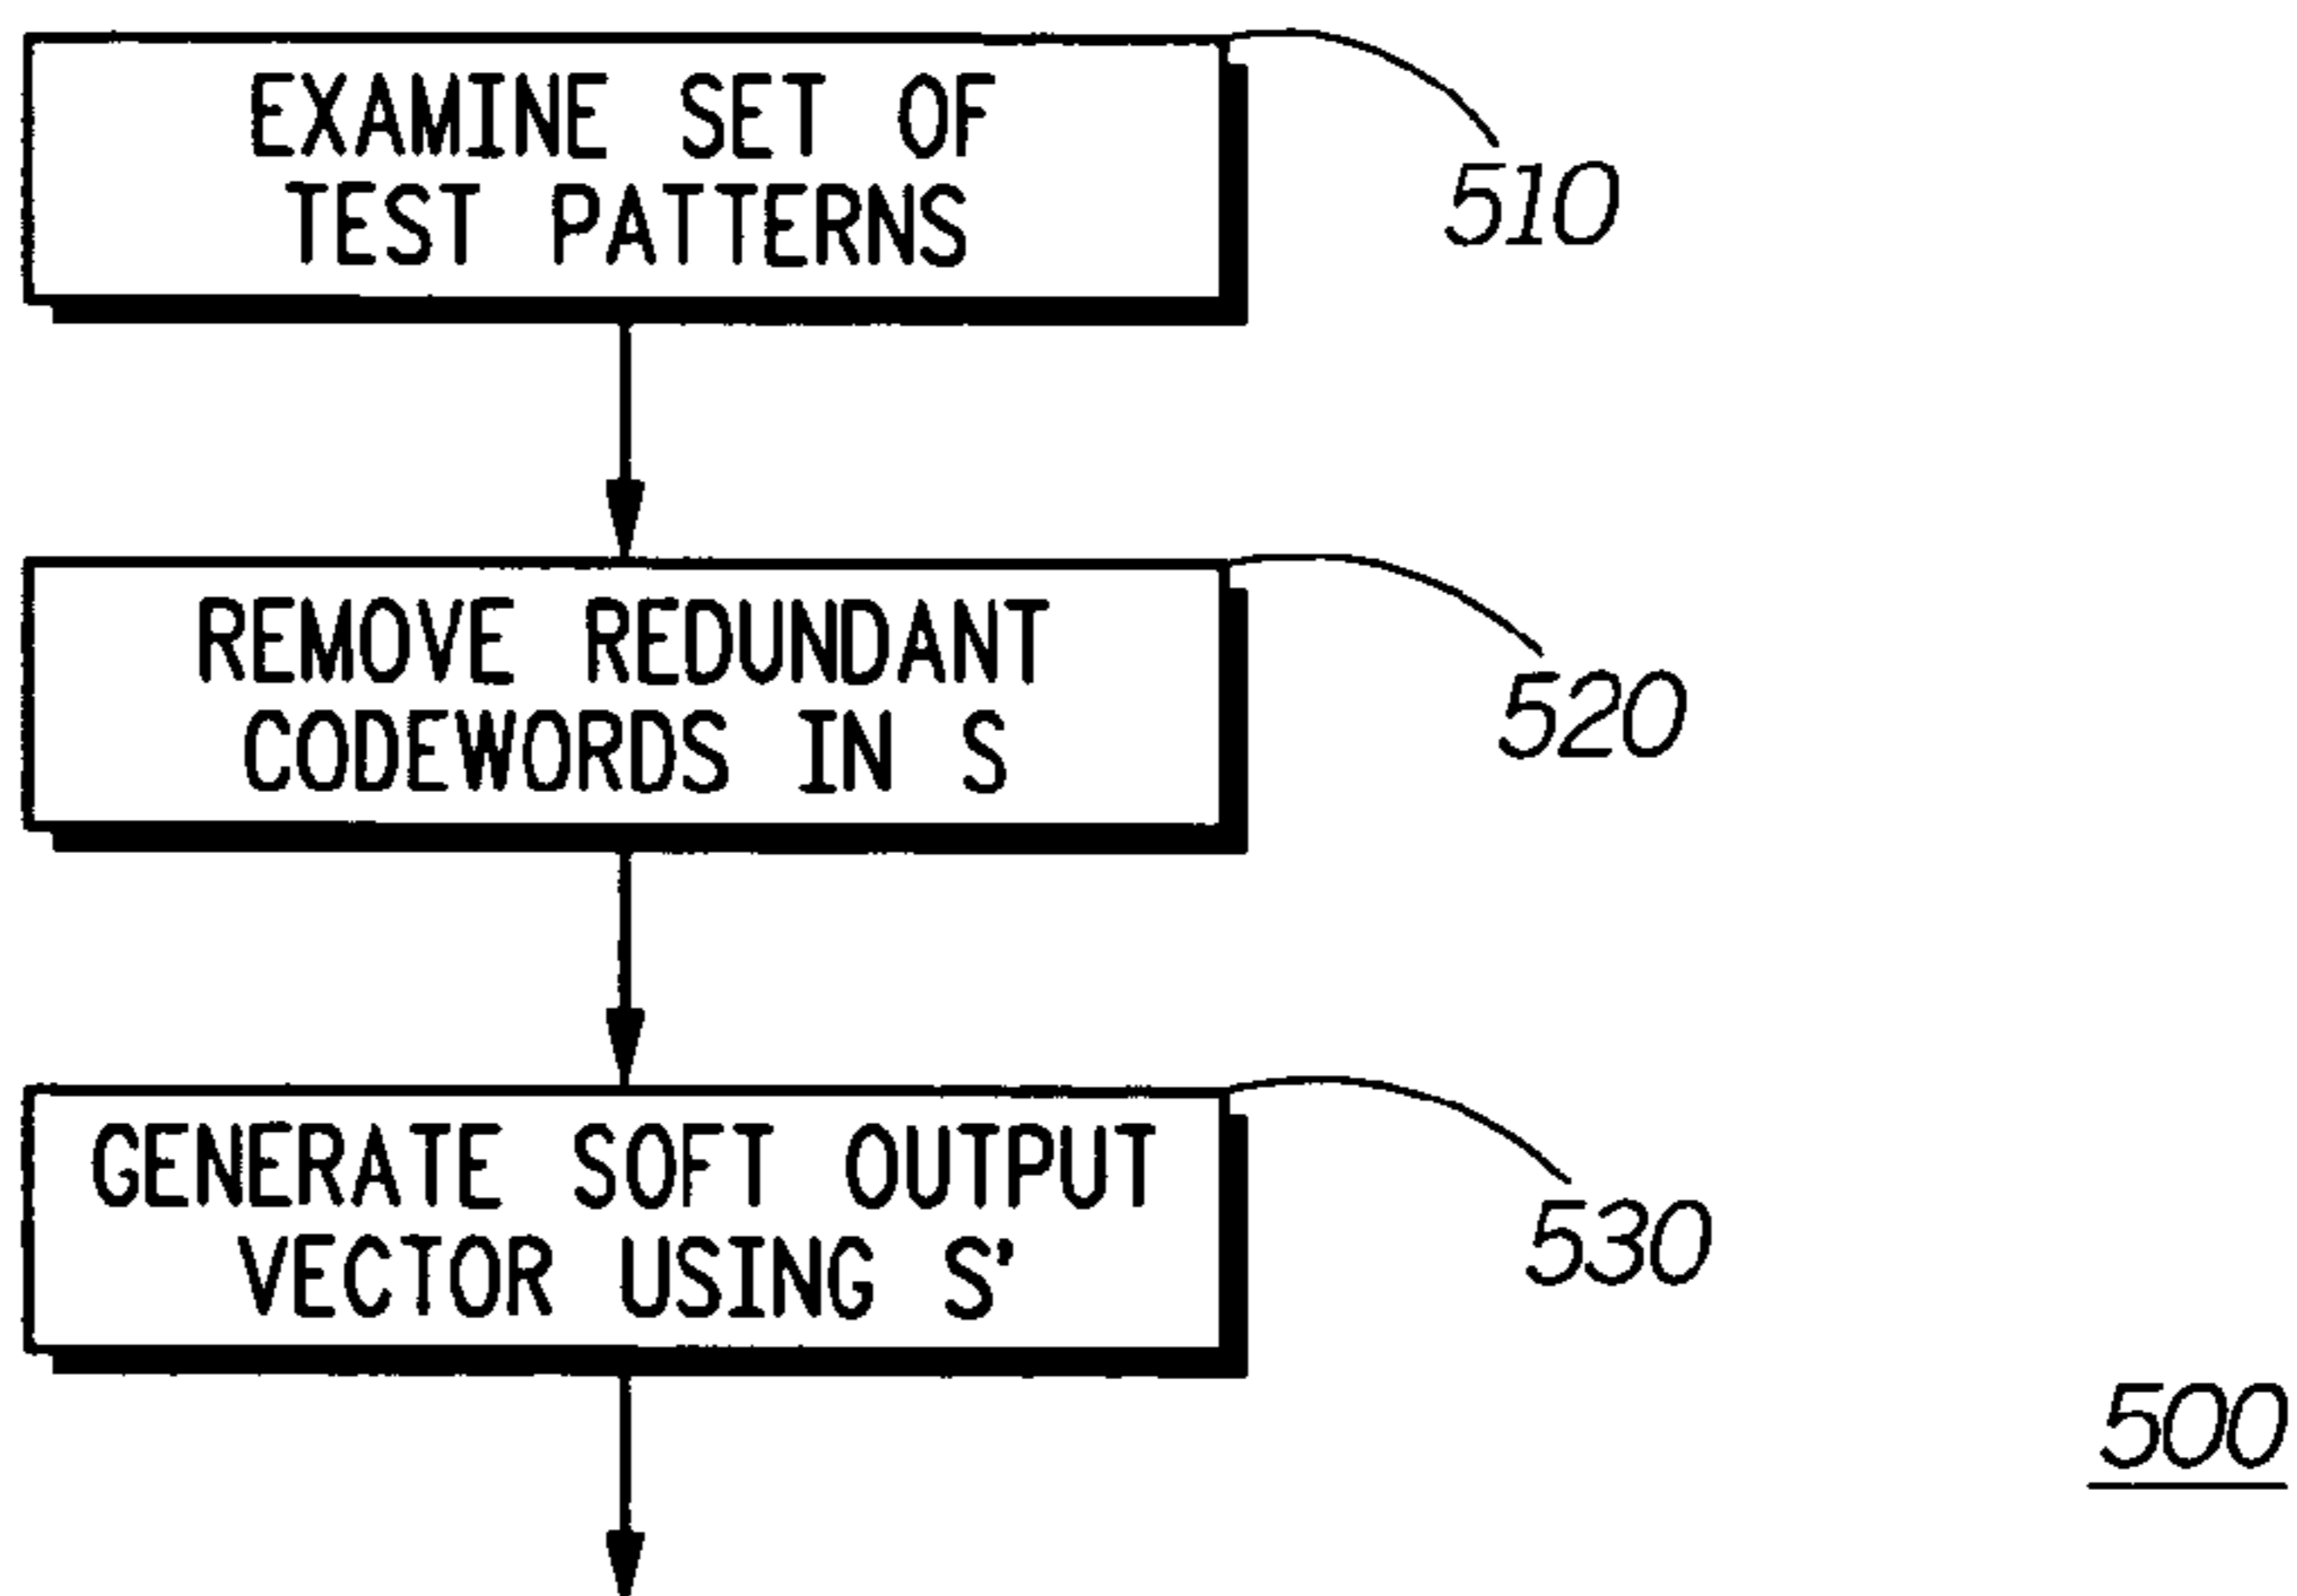 EXAMINE SET OF
TEST PATTERNS
510
REMOVE REDUNDANT
CODEWORDS IN S
520
GENERATE SOFT OUTPUT
VECTOR USING S'
530
500